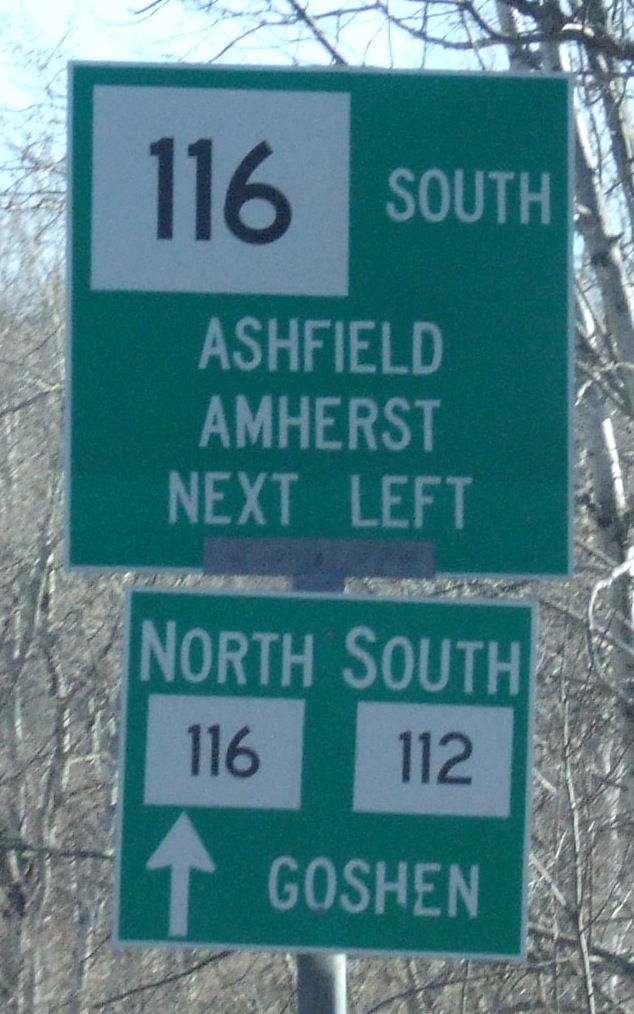 116 SOUTH
ASHFIELD
AMHERST
NEXT LEFT
NORTH SOUTH
116 112
GOSHEN